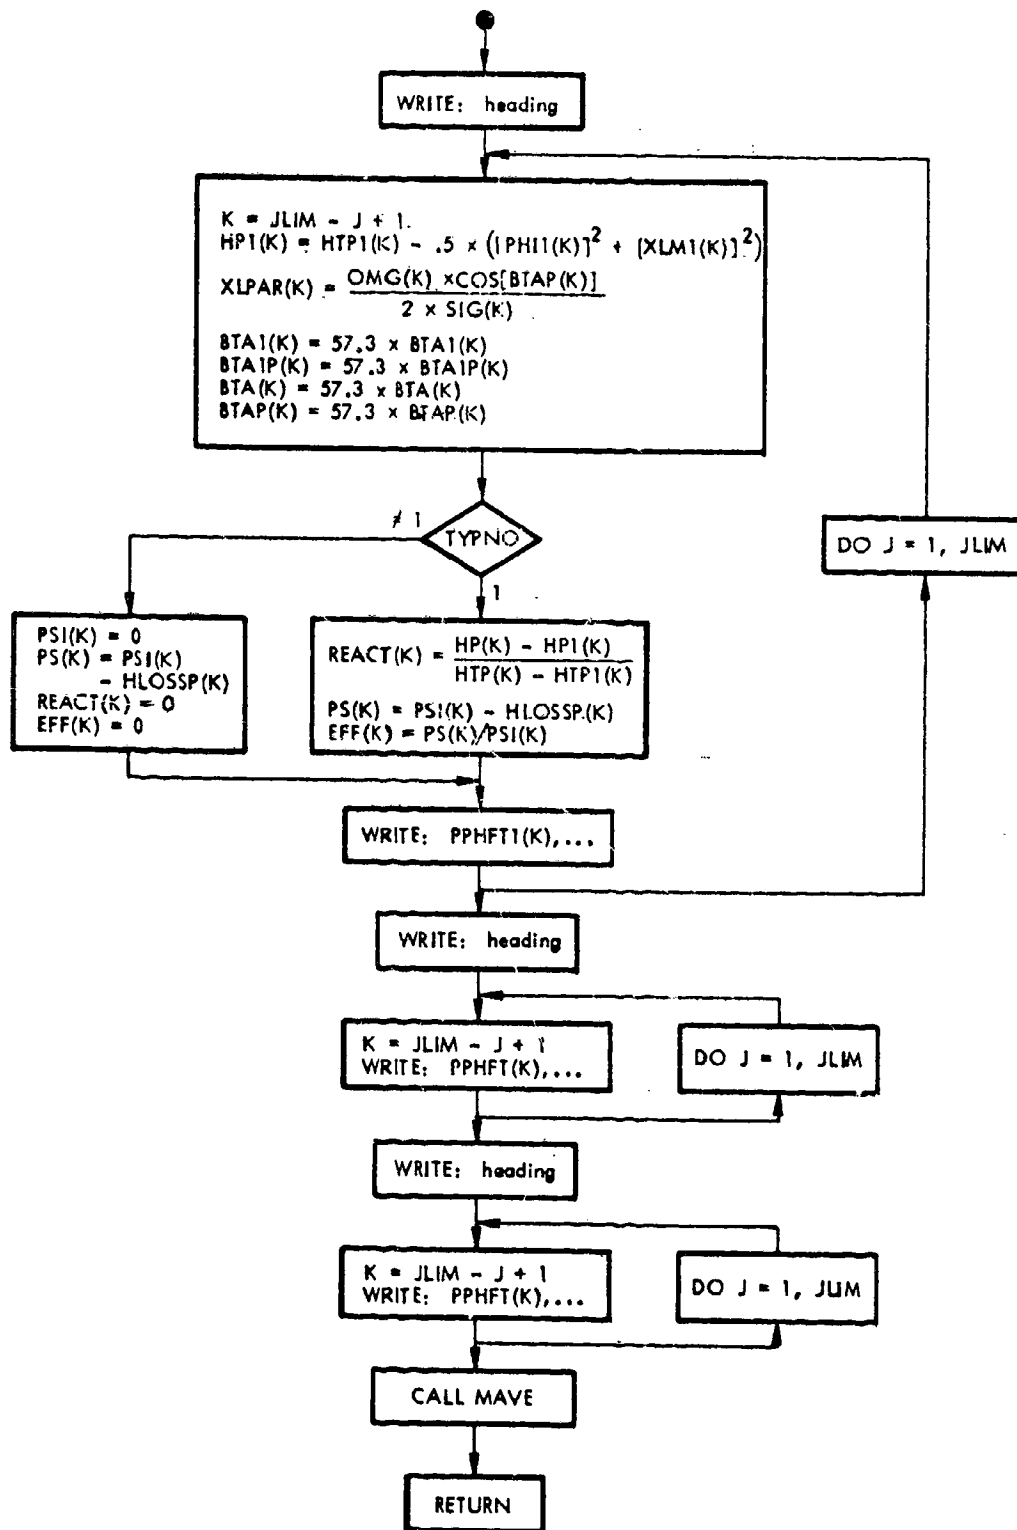 WRITE: heading
K = JLIM - J + 1.
HP1(K) = HTP1(K) - .5 × ([PHI1(K)]² + [XLM1(K)]²)
XLPAR(K) = OMG(K) ×COS[BTAP(K)]
2 × SIG(K)
BTA1(K) = 57.3 × BTA1(K)
BTA1P(K) = 57.3 × BTA1P(K)
BTA(K) = 57.3 × BTA(K)
BTAP(K) = 57.3 × BTAP(K)
≠ 1
TYPNO
DO J = 1, JLIM
1
PSI(K) = 0
PS(K) = PSI(K)
- HLOSSP(K)
REACT(K) = 0
EFF(K) = 0
REACT(K) = HP(K) - HP1(K)
HTP(K) - HTP1(K)
PS(K) = PSI(K) - HLOSSP(K)
EFF(K) = PS(K)/PSI(K)
WRITE: PPHFT1(K),...
WRITE: heading
K = JLIM - J + 1
WRITE: PPHFT(K),...
DO J = 1, JLIM
WRITE: heading
K = JLIM - J + 1
WRITE: PPHFT(K),...
DO J = 1, JLIM
CALL MAVE
RETURN